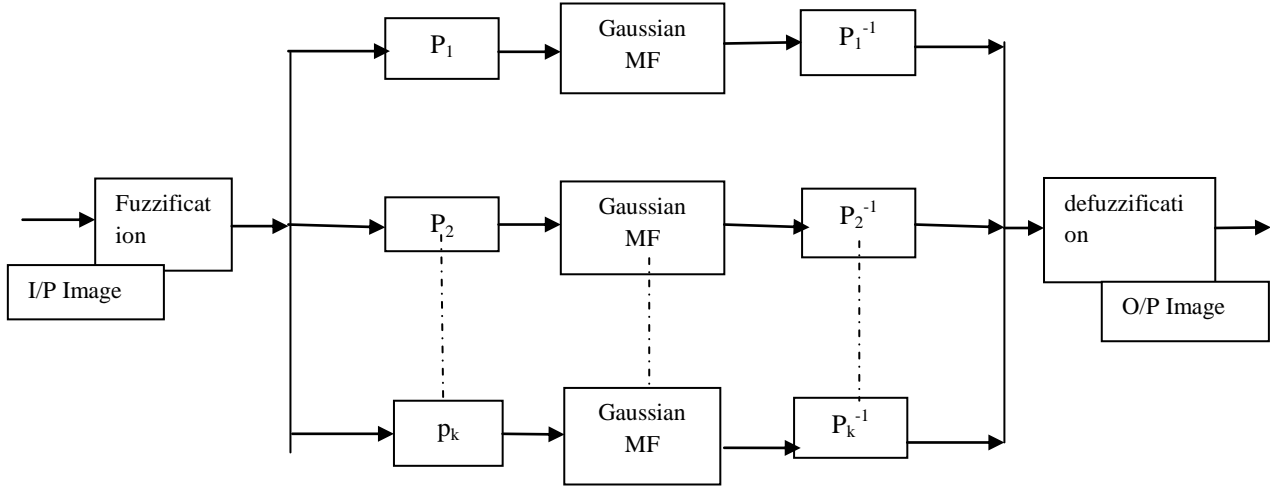 P₁
Gaussian
MF
P₁⁻¹
Fuzzificat
ion
I/P Image
P₂
Gaussian
MF
P₂⁻¹
defuzzificati
on
O/P Image
pₖ
Gaussian
MF
Pₖ⁻¹